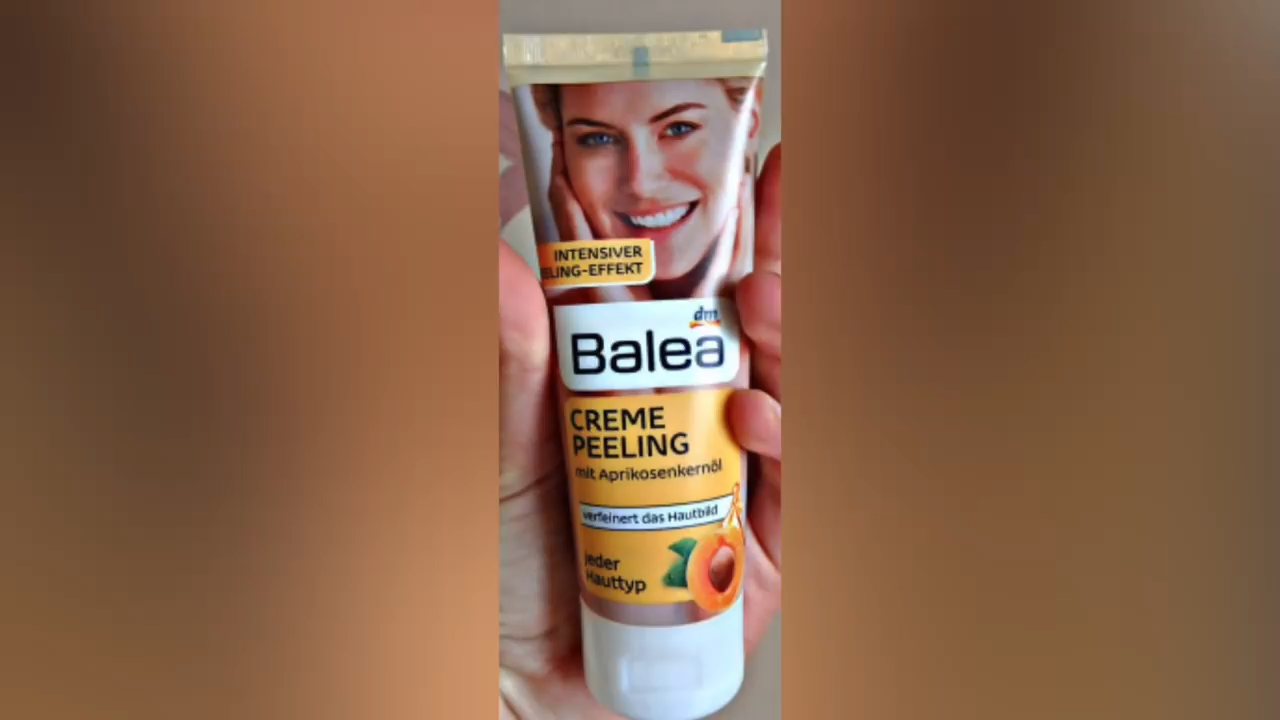 INTENSIVER
ELING-EFFEKT
dm
Balea
CREME
PEELING
mit Aprikosenkernöl
verfeinert das Hautbild
jeder
Hauttyp